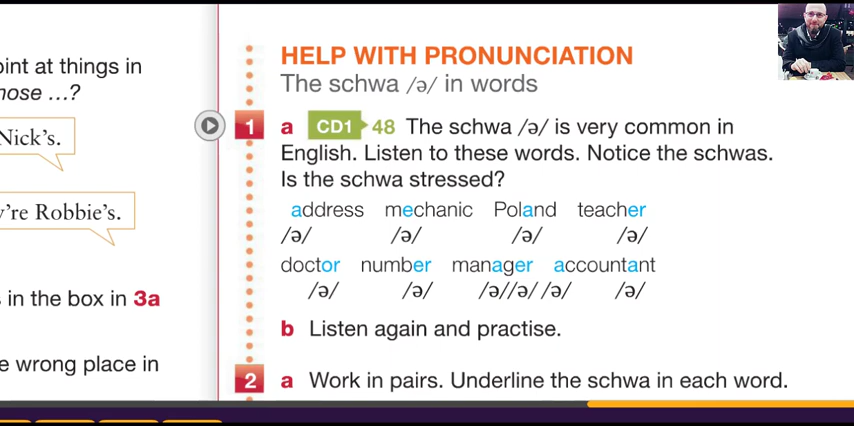 oint at things in
hose …?
Nick's.
y're Robbie's.
in the box in 3a
e wrong place in
HELP WITH PRONUNCIATION
The schwa /ə/ in words
1 a CD1 48 The schwa /ə/ is very common in
English. Listen to these words. Notice the schwas.
Is the schwa stressed?
address mechanic Poland teacher
/ə/ /ə/ /ə/ /ə/
doctor number manager accountant
/ə/ /ə/ /ə//ə/ /ə/ /ə/
b Listen again and practise.
2 a Work in pairs. Underline the schwa in each word.